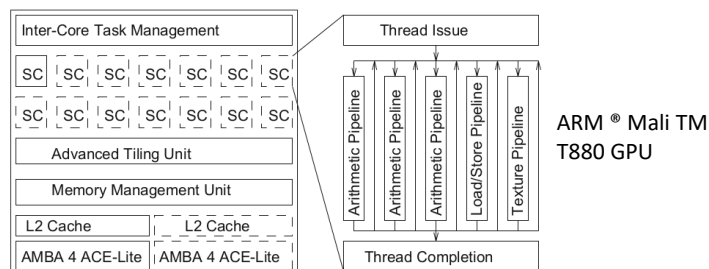 Inter-Core Task Management
SC SC SC SC SC SC SC
SC SC SC SC SC SC SC
Advanced Tiling Unit
Memory Management Unit
L2 Cache L2 Cache
AMBA 4 ACE-Lite AMBA 4 ACE-Lite
Thread Issue
Arithmetic Pipeline
Arithmetic Pipeline
Arithmetic Pipeline
Load/Store Pipeline
Texture Pipeline
Thread Completion
ARM ® Mali TM
T880 GPU